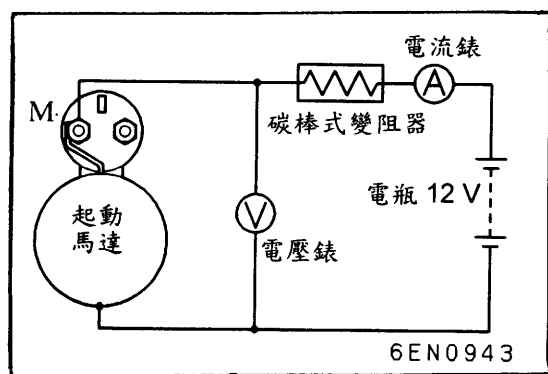 電流錶
A
M.
碳棒式變阻器
電瓶 12 V
起動
馬達
V
電壓錶
6EN0943